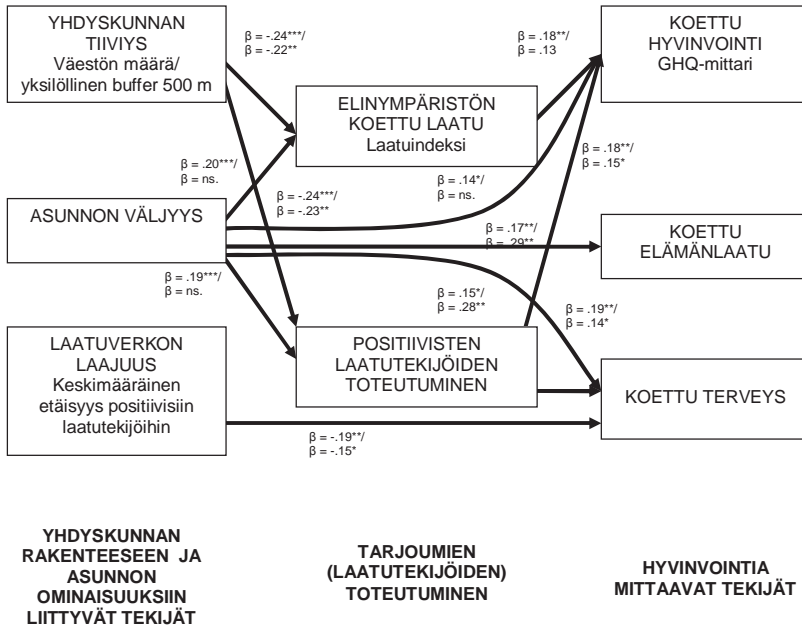 YHDYSKUNNAN
TIIVIYS
Väestön määrä/
yksilöllinen buffer 500 m
β = -.24***/
β = -.22**
β = .18**/
β = .13
KOETTU
HYVINVOINTI
GHQ-mittari
ELINYMPÄRISTÖN
KOETTU LAATU
Laatuindeksi
β = .20***/
β = ns.
β = -.24***/
β = -.23**
β = .14*/
β = ns.
β = .18**/
β = .15*
ASUNNON VÄLJYYS
β = .17**/
β = .29**
KOETTU
ELÄMÄNLAATU
β = .19***/
β = ns.
β = .15*/
β = .28**
β = .19**/
β = .14*
LAATUVERKON
LAAJUUS
Keskimääräinen
etäisyys positiivisiin
laatutekijöihin
POSITIIVISTEN
LAATUTEKIJÖIDEN
TOTEUTUMINEN
KOETTU TERVEYS
β = -.19**/
β = -.15*
YHDYSKUNNAN
RAKENTEESEEN JA
ASUNNON
OMINAISUUKSIIN
LIITTYVÄT TEKIJÄT
TARJOUMIEN
(LAATUTEKIJÖIDEN)
TOTEUTUMINEN
HYVINVOINTIA
MITTAAVAT TEKIJÄT